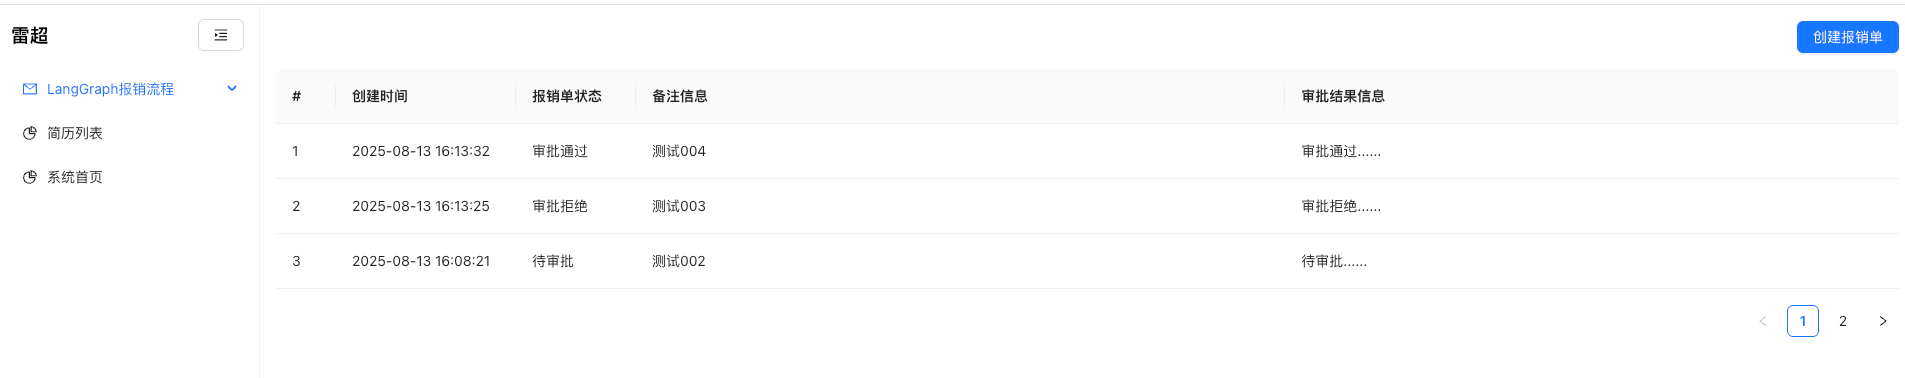 雷超
LangGraph报销流程
简历列表
系统首页
创建报销单
# 创建时间 报销单状态 备注信息 审批结果信息
1 2025-08-13 16:13:32 审批通过 测试004 审批通过......
2 2025-08-13 16:13:25 审批拒绝 测试003 审批拒绝......
3 2025-08-13 16:08:21 待审批 测试002 待审批......
< 1 2 >